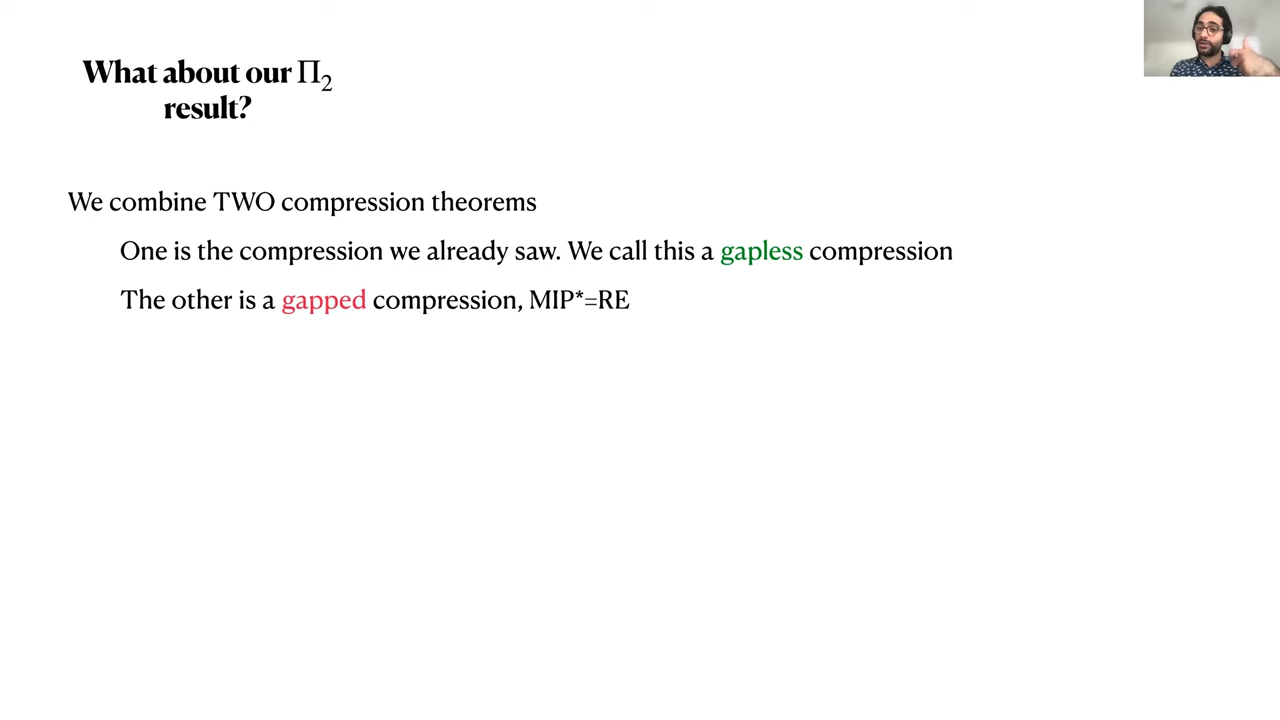 What about our Π₂
result?
We combine TWO compression theorems
One is the compression we already saw. We call this a gapless compression
The other is a gapped compression, MIP*=RE